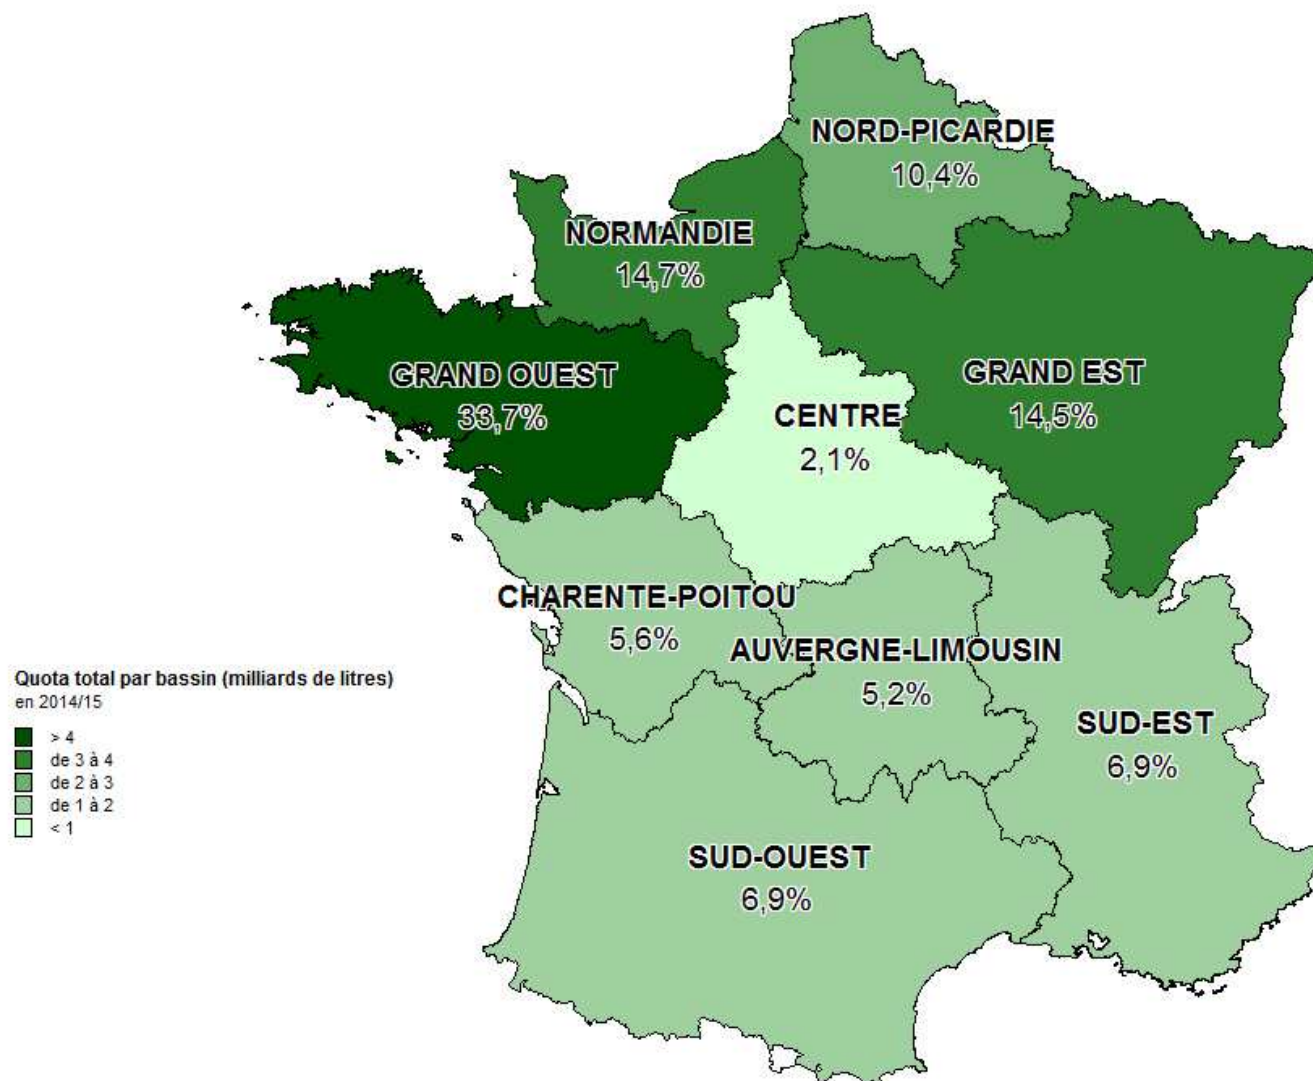 NORD-PICARDIE
10,4%
NORMANDIE
14,7%
GRAND OUEST
33,7%
GRAND EST
14,5%
CENTRE
2,1%
CHARENTE-POITOU
5,6%
AUVERGNE-LIMOUSIN
5,2%
SUD-EST
6,9%
SUD-OUEST
6,9%
Quota total par bassin (milliards de litres)
en 2014/15
> 4
de 3 à 4
de 2 à 3
de 1 à 2
< 1